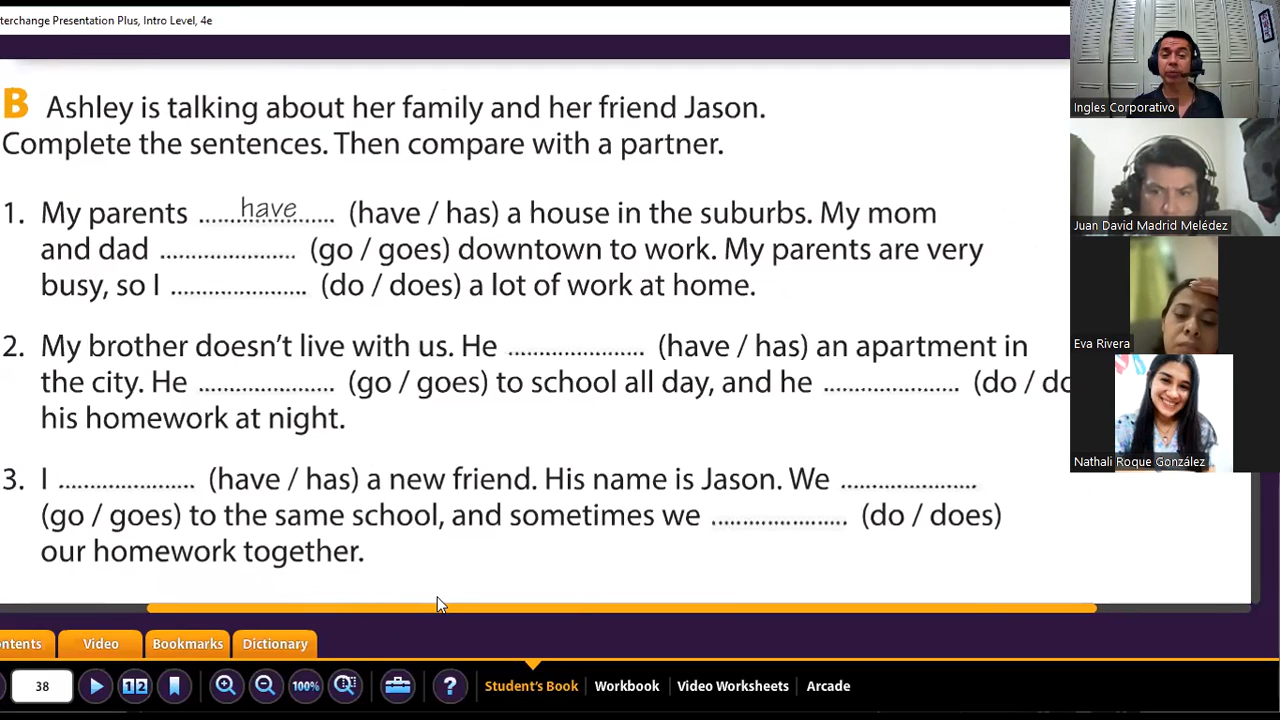 terchange Presentation Plus, Intro Level, 4e
B Ashley is talking about her family and her friend Jason.
Complete the sentences. Then compare with a partner.
1. My parents ......have...... (have / has) a house in the suburbs. My mom
and dad ...................... (go / goes) downtown to work. My parents are very
busy, so I ...................... (do / does) a lot of work at home.
2. My brother doesn't live with us. He ...................... (have / has) an apartment in
the city. He ...................... (go / goes) to school all day, and he ...................... (do / do
his homework at night.
3. I ...................... (have / has) a new friend. His name is Jason. We ......................
(go / goes) to the same school, and sometimes we ...................... (do / does)
our homework together.
Ingles Corporativo
Juan David Madrid Melédez
Eva Rivera
Nathali Roque González
ntents Video Bookmarks Dictionary
38 12 100% ? Student's Book Workbook Video Worksheets Arcade